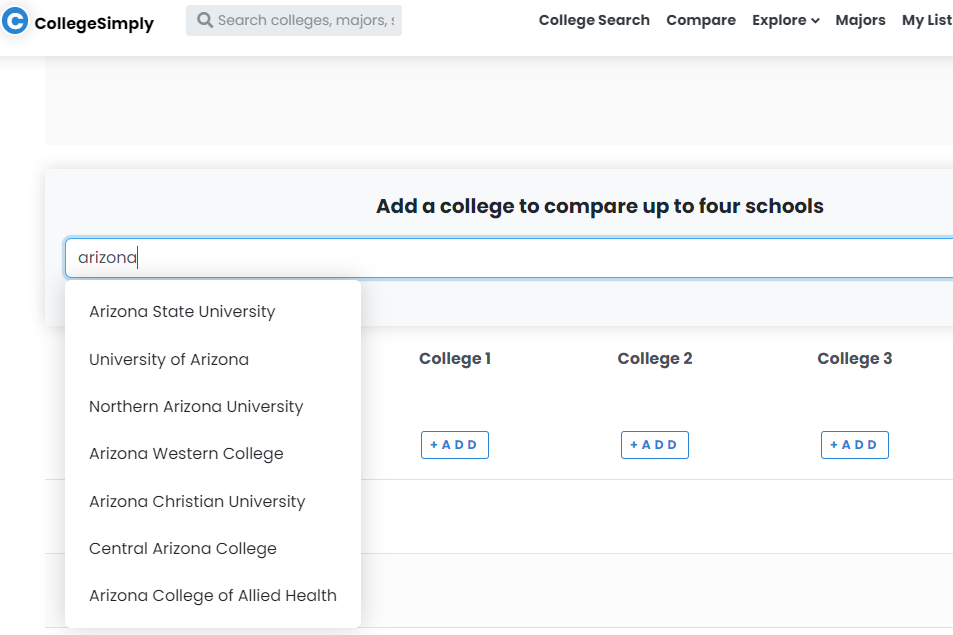 C CollegeSimply
Search colleges, majors, s
College Search Compare Explore Majors My List
Add a college to compare up to four schools
arizona
Arizona State University
University of Arizona
Northern Arizona University
Arizona Western College
Arizona Christian University
Central Arizona College
Arizona College of Allied Health
College 1 College 2 College 3
+ ADD + ADD + ADD